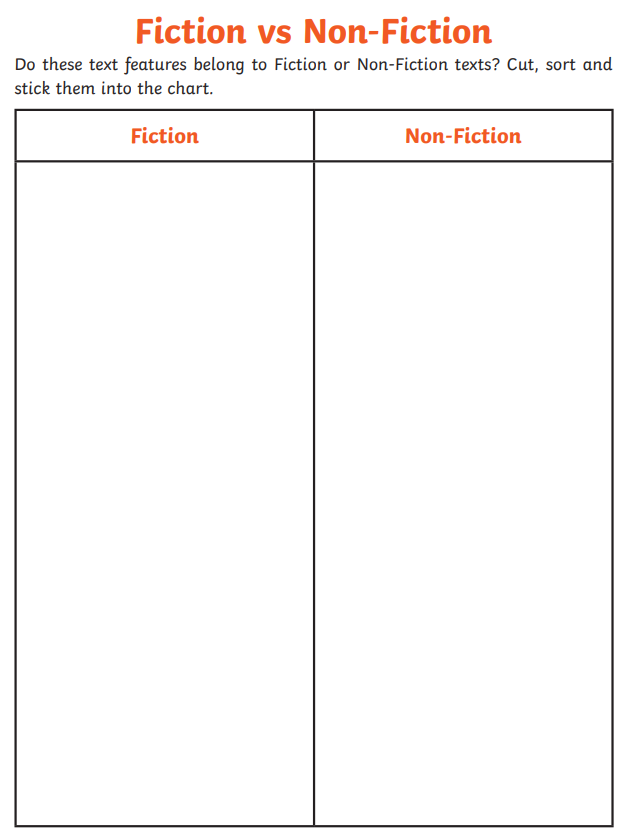 Fiction vs Non-Fiction
Do these text features belong to Fiction or Non-Fiction texts? Cut, sort and
stick them into the chart.
Fiction
Non-Fiction